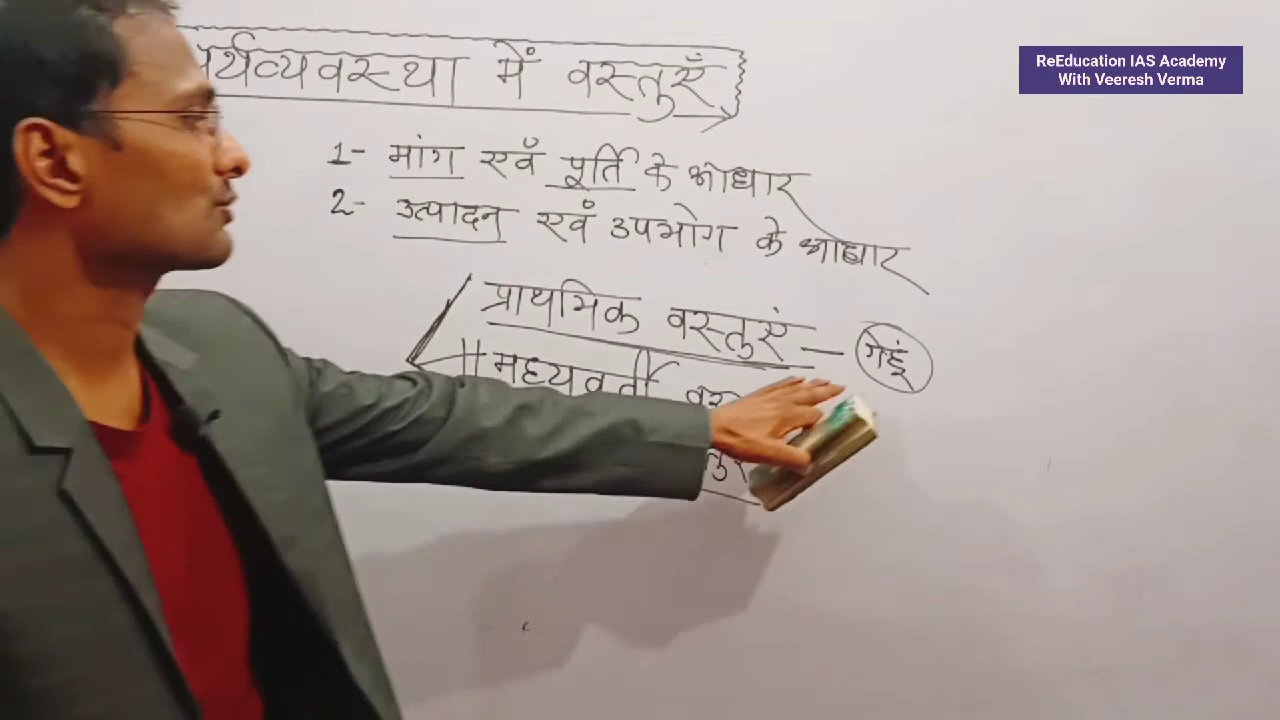 र्थव्यवस्था में वस्तुएँ
1- मांग एवं पूर्ति के आधार
2- उत्पादन एवं उपभोग के आधार
प्राथमिक वस्तुएं — गेहूं
मध्यवर्ती
ReEducation IAS Academy
With Veeresh Verma